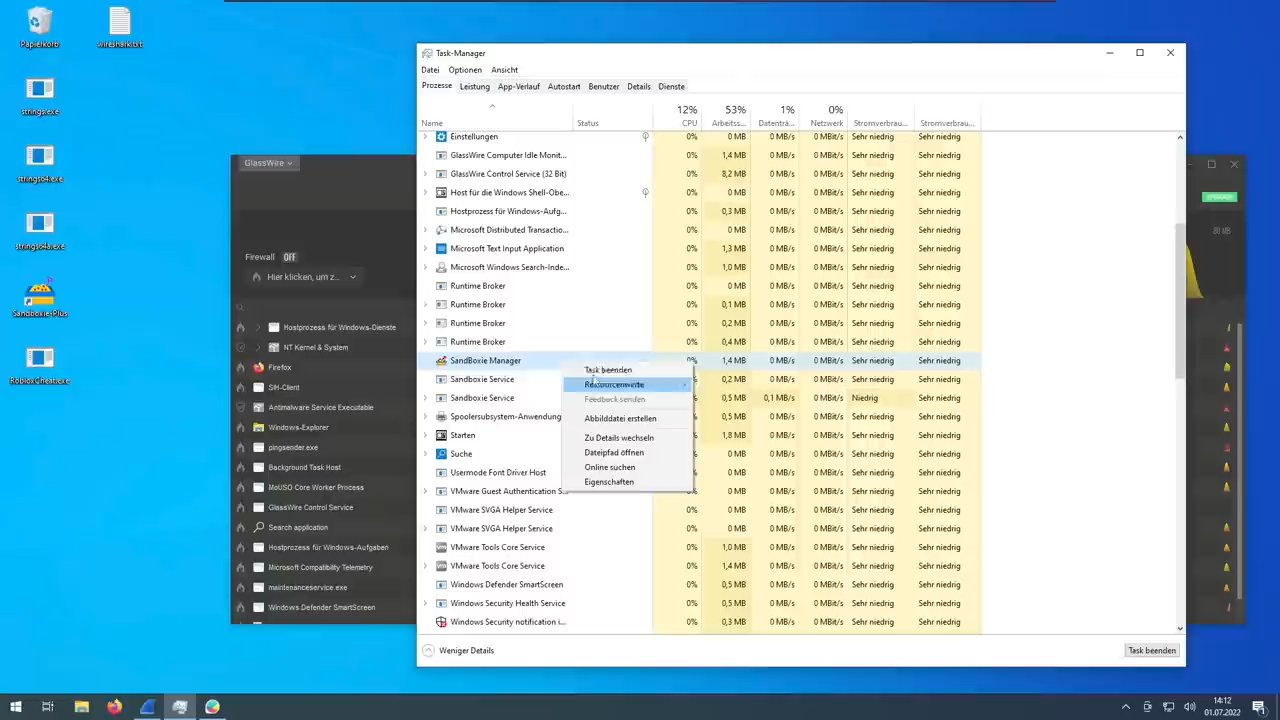 Papierkorb
wireshark.txt
strings.exe
strings64.exe
strings64a.exe
Sandboxie-Plus
RobloxCheat.exe
GlassWire
Firewall OFF
Hier klicken, um z...
Hostprozess für Windows-Dienste
NT Kernel & System
Firefox
SIH-Client
Antimalware Service Executable
Windows-Explorer
pingsender.exe
Background Task Host
MoUSO Core Worker Process
GlassWire Control Service
Search application
Hostprozess für Windows-Aufgaben
Microsoft Compatibility Telemetry
maintenanceservice.exe
Windows Defender SmartScreen
Task-Manager
Datei Optionen Ansicht
Prozesse Leistung App-Verlauf Autostart Benutzer Details Dienste
12% 53% 1% 0%
Name Status CPU Arbeitss... Datenträ... Netzwerk Stromverbrau... Stromverbrau...
Einstellungen 0% 0 MB 0 MB/s 0 MBit/s Sehr niedrig Sehr niedrig
GlassWire Computer Idle Monit... 0% 1,4 MB 0 MB/s 0 MBit/s Sehr niedrig Sehr niedrig
GlassWire Control Service (32 Bit) 0% 8,2 MB 0 MB/s 0 MBit/s Sehr niedrig Sehr niedrig
Host für die Windows Shell-Obe... 0% 0 MB 0 MB/s 0 MBit/s Sehr niedrig Sehr niedrig
Hostprozess für Windows-Aufg... 0% 0,3 MB 0 MB/s 0 MBit/s Sehr niedrig Sehr niedrig
Microsoft Distributed Transactio... 0% 0 MB 0 MB/s 0 MBit/s Sehr niedrig Sehr niedrig
Microsoft Text Input Application 0% 1,3 MB 0 MB/s 0 MBit/s Sehr niedrig Sehr niedrig
Microsoft Windows Search-Inde... 0% 1,0 MB 0 MB/s 0 MBit/s Sehr niedrig Sehr niedrig
Runtime Broker 0% 0 MB 0 MB/s 0 MBit/s Sehr niedrig Sehr niedrig
Runtime Broker 0% 0,1 MB 0 MB/s 0 MBit/s Sehr niedrig Sehr niedrig
Runtime Broker 0% 0,2 MB 0 MB/s 0 MBit/s Sehr niedrig Sehr niedrig
Runtime Broker 0% 0,4 MB 0 MB/s 0 MBit/s Sehr niedrig Sehr niedrig
SandBoxie Manager 0% 1,4 MB 0 MB/s 0 MBit/s Sehr niedrig Sehr niedrig
Sandboxie Service 0,2 MB 0 MB/s 0 MBit/s Sehr niedrig Sehr niedrig
Sandboxie Service 0,5 MB 0,1 MB/s 0 MBit/s Niedrig Sehr niedrig
Spoolersubsystem-Anwendung 0,5 MB 0 MB/s 0 MBit/s Sehr niedrig Sehr niedrig
Starten 1,8 MB 0 MB/s 0 MBit/s Sehr niedrig Sehr niedrig
Suche 0 MB 0 MB/s 0 MBit/s Sehr niedrig Sehr niedrig
Usermode Font Driver Host 0 MB 0 MB/s 0 MBit/s Sehr niedrig Sehr niedrig
VMware Guest Authentication S... 0% 0 MB 0 MB/s 0 MBit/s Sehr niedrig Sehr niedrig
VMware SVGA Helper Service 0% 0 MB 0 MB/s 0 MBit/s Sehr niedrig Sehr niedrig
VMware SVGA Helper Service 0% 0 MB 0 MB/s 0 MBit/s Sehr niedrig Sehr niedrig
VMware Tools Core Service 0% 1,0 MB 0 MB/s 0 MBit/s Sehr niedrig Sehr niedrig
VMware Tools Core Service 0% 1,4 MB 0 MB/s 0 MBit/s Sehr niedrig Sehr niedrig
Windows Defender SmartScreen 0% 0,5 MB 0 MB/s 0 MBit/s Sehr niedrig Sehr niedrig
Windows Security Health Service 0% 0,5 MB 0 MB/s 0 MBit/s Sehr niedrig Sehr niedrig
Windows Security notification i... 0% 0,3 MB 0 MB/s 0 MBit/s Sehr niedrig Sehr niedrig
Task beenden
Ressourcenwerte
Feedback senden
Abbilddatei erstellen
Zu Details wechseln
Dateipfad öffnen
Online suchen
Eigenschaften
Weniger Details
Task beenden
14:12
01.07.2022